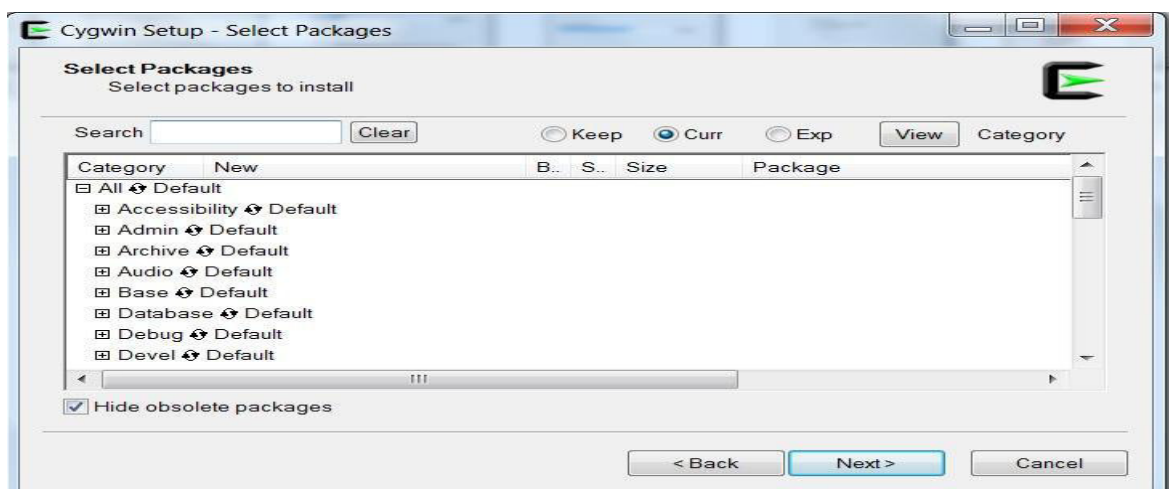 Cygwin Setup - Select Packages
Select Packages
Select packages to install
Search Clear Keep Curr Exp View Category
Category New B.. S.. Size Package
All Default
Accessibility Default
Admin Default
Archive Default
Audio Default
Base Default
Database Default
Debug Default
Devel Default
Hide obsolete packages
< Back Next > Cancel